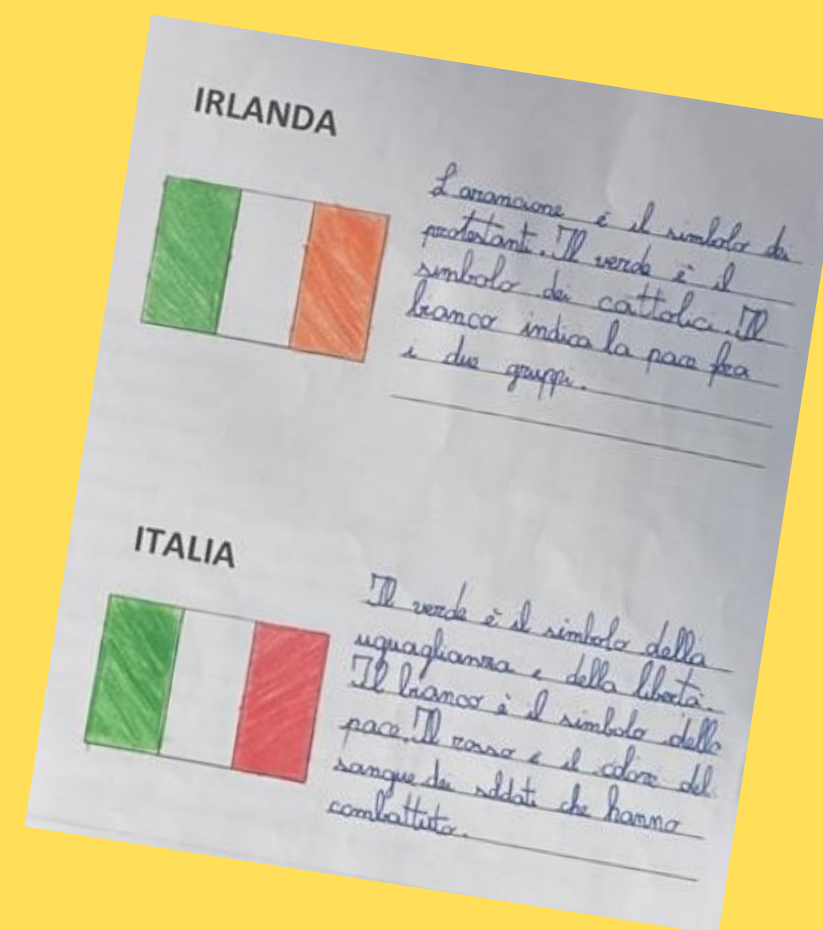 IRLANDA
L'arancione è il simbolo dei
protestanti. Il verde è il
simbolo dei cattolici. Il
bianco indica la pace fra
i due gruppi.
ITALIA
Il verde è il simbolo della
uguaglianza e della libertà.
Il bianco è il simbolo della
pace. Il rosso è il colore del
sangue dei soldati che hanno
combattuto.